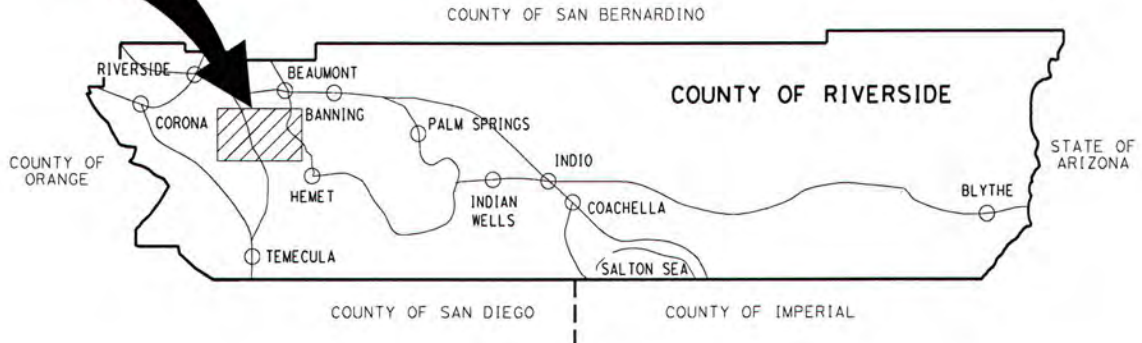 COUNTY OF SAN BERNARDINO
RIVERSIDE
BEAUMONT
COUNTY OF RIVERSIDE
CORONA
BANNING
PALM SPRINGS
COUNTY OF
ORANGE
STATE OF
ARIZONA
INDIO
HEMET
INDIAN
WELLS
BLYTHE
COACHELLA
TEMECULA
SALTON SEA
COUNTY OF SAN DIEGO
COUNTY OF IMPERIAL